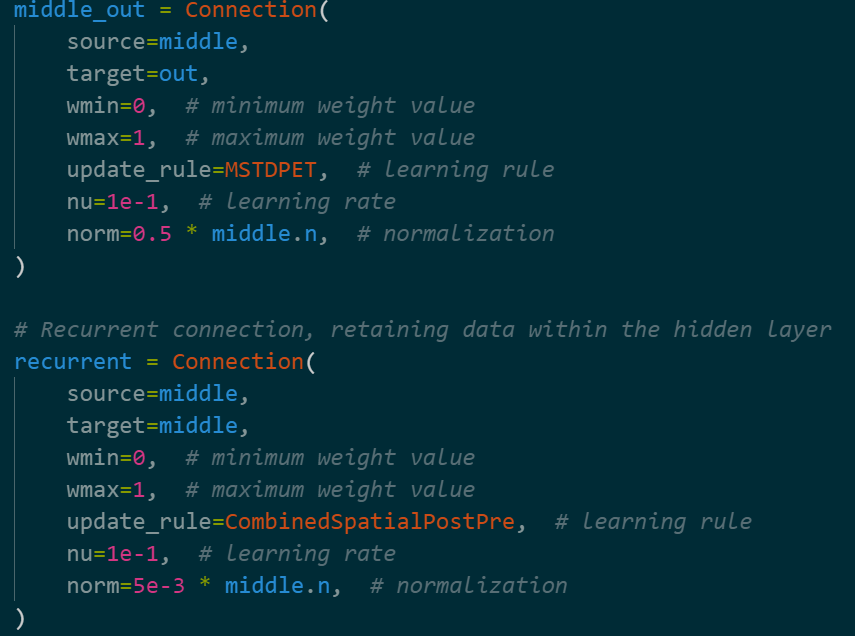 middle_out = Connection(
    source=middle,
    target=out,
    wmin=0,  # minimum weight value
    wmax=1,  # maximum weight value
    update_rule=MSTDPET,  # learning rule
    nu=1e-1,  # learning rate
    norm=0.5 * middle.n,  # normalization
)

# Recurrent connection, retaining data within the hidden layer
recurrent = Connection(
    source=middle,
    target=middle,
    wmin=0,  # minimum weight value
    wmax=1,  # maximum weight value
    update_rule=CombinedSpatialPostPre,  # learning rule
    nu=1e-1,  # learning rate
    norm=5e-3 * middle.n,  # normalization
)